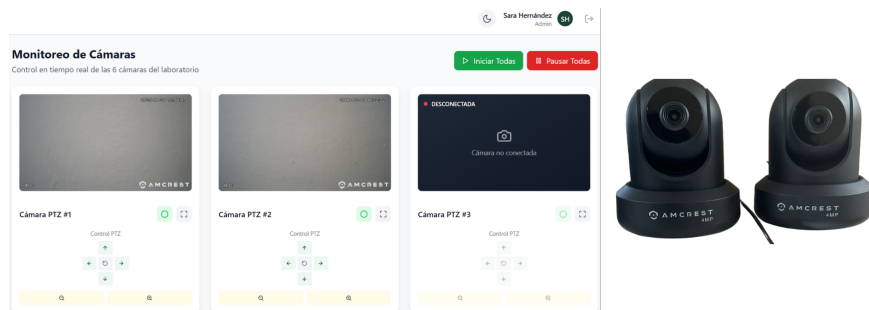 Sara Hernández
Admin
SH
Monitoreo de Cámaras
Control en tiempo real de las 6 cámaras del laboratorio
Iniciar Todas
Pausar Todas
AMCREST
AMCREST
DESCONECTADA
Cámara no conectada
Cámara PTZ #1
Cámara PTZ #2
Cámara PTZ #3
Control PTZ
Control PTZ
Control PTZ
AMCREST
4MP
AMCREST
4MP